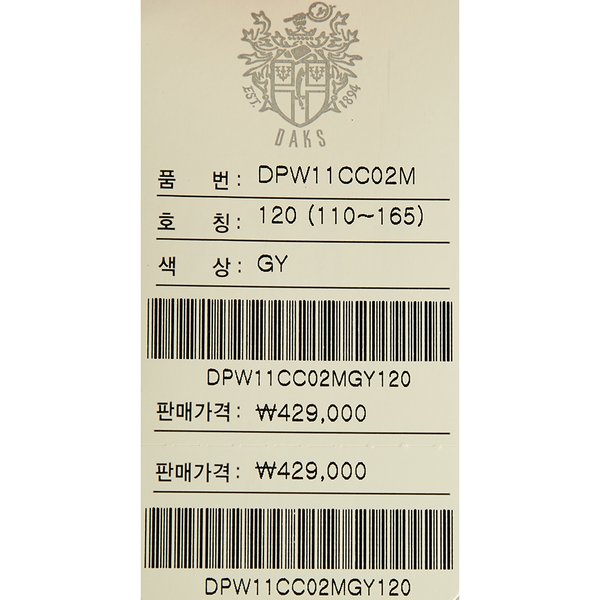 EST. 1894
DAKS
품 번: DPW11CC02M
호 칭: 120 (110~165)
색 상: GY
DPW11CC02MGY120
판매가격: ₩429,000
판매가격: ₩429,000
DPW11CC02MGY120